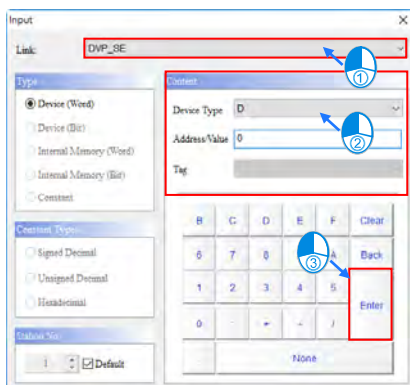 Input
Link:
DVP_SE
①
Type
Device (Word)
Device (Bit)
Internal Memory (Word)
Internal Memory (Bit)
Constant
Content
Device Type
D
②
Address/Value
0
Tag
Constant Types
Signed Decimal
Unsigned Decimal
Hexadecimal
Station No.
1
Default
B C D E F Clear
6 7 8 A Back
③
1 2 3 4 5 Enter
0 /
None